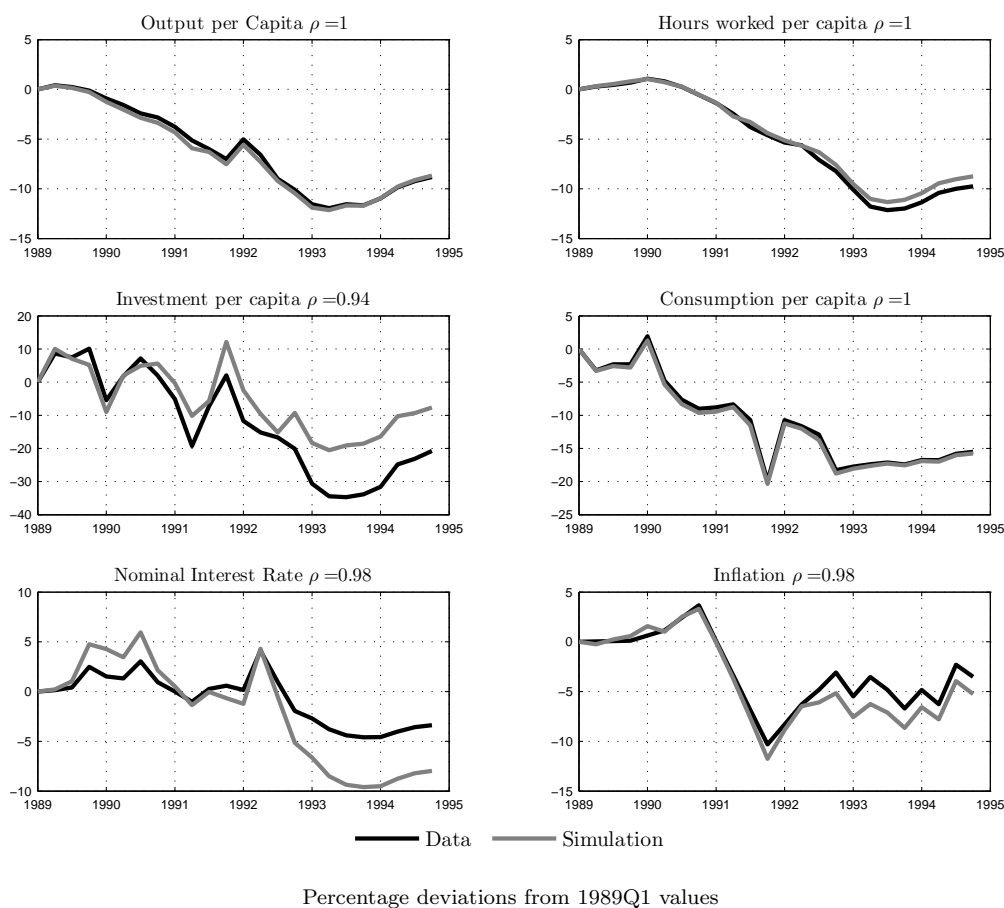 Output per Capita ρ =1
5
0
−5
−10
−15
1989 1990 1991 1992 1993 1994 1995
Hours worked per capita ρ =1
5
0
−5
−10
−15
1989 1990 1991 1992 1993 1994 1995
Investment per capita ρ =0.94
20
10
0
−10
−20
−30
−40
1989 1990 1991 1992 1993 1994 1995
Consumption per capita ρ =1
5
0
−5
−10
−15
−20
−25
1989 1990 1991 1992 1993 1994 1995
Nominal Interest Rate ρ =0.98
10
5
0
−5
−10
1989 1990 1991 1992 1993 1994 1995
Inflation ρ =0.98
5
0
−5
−10
−15
1989 1990 1991 1992 1993 1994 1995
Data Simulation
Percentage deviations from 1989Q1 values